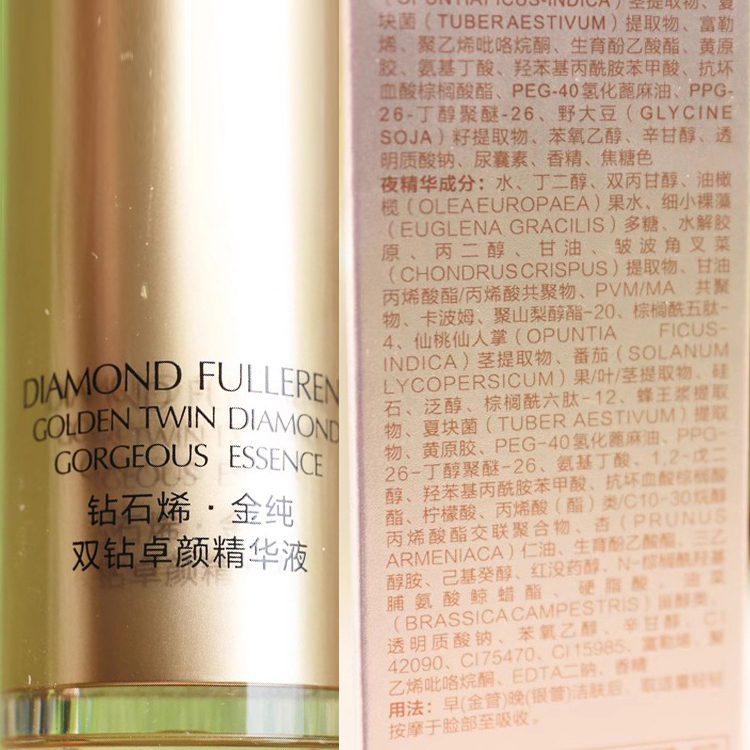 DIAMOND FULLEREN
GOLDEN TWIN DIAMOND
GORGEOUS ESSENCE
钻石烯·金纯
双钻卓颜精华液
(OPUNTIA FICUS-INDICA)茎提取物、夏
块菌(TUBER AESTIVUM)提取物、富勒
烯、聚乙烯吡咯烷酮、生育酚乙酸酯、黄原
胶、氨基丁酸、羟苯基丙酰胺苯甲酸、抗坏
血酸棕榈酸酯、PEG-40氢化蓖麻油、PPG-
26-丁醇聚醚-26、野大豆(GLYCINE
SOJA)籽提取物、苯氧乙醇、辛甘醇、透
明质酸钠、尿囊素、香精、焦糖色
夜精华成分：水、丁二醇、双丙甘醇、油橄
榄(OLEA EUROPAEA)果水、细小裸藻
(EUGLENA GRACILIS)多糖、水解胶
原、丙二醇、甘油、皱波角叉菜
(CHONDRUS CRISPUS)提取物、甘油
丙烯酸酯/丙烯酸共聚物、PVM/MA 共聚
物、卡波姆、聚山梨醇酯-20、棕榈酰五肽-
4、仙桃仙人掌(OPUNTIA FICUS-
INDICA)茎提取物、番茄(SOLANUM
LYCOPERSICUM)果/叶/茎提取物、硅
石、泛醇、棕榈酰六肽-12、蜂王浆提取
物、夏块菌(TUBER AESTIVUM)提取
物、黄原胶、PEG-40氢化蓖麻油、PPG-
26-丁醇聚醚-26、氨基丁酸、1,2-戊二
醇、羟苯基丙酰胺苯甲酸、抗坏血酸棕榈酸
酯、柠檬酸、丙烯酸(酯)类/C10-30烷醇
丙烯酸酯交联聚合物、杏(PRUNUS
ARMENIACA)仁油、生育酚乙酸酯、三乙
醇胺、己基癸醇、红没药醇、N-棕榈酰羟基
脯氨酸鲸蜡酯、硬脂酸、油菜
(BRASSICA CAMPESTRIS)甾醇类、
透明质酸钠、苯氧乙醇、辛甘醇、CI
42090、CI 75470、CI 15985、富勒烯、聚
乙烯吡咯烷酮、EDTA二钠、香精
用法：早(金管)晚(银管)洁肤后，取适量轻轻
按摩于脸部至吸收。